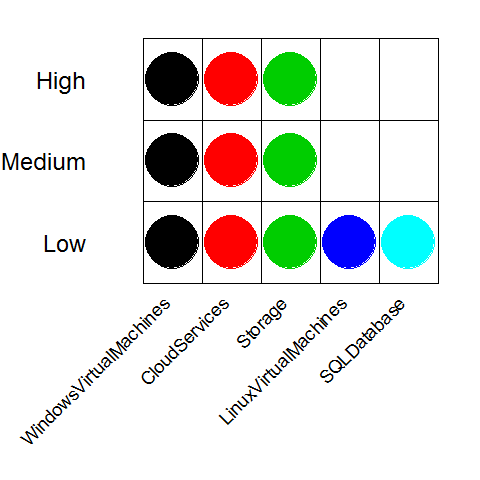 High
Medium
Low
WindowsVirtualMachines
CloudServices
Storage
LinuxVirtualMachines
SQLDatabase